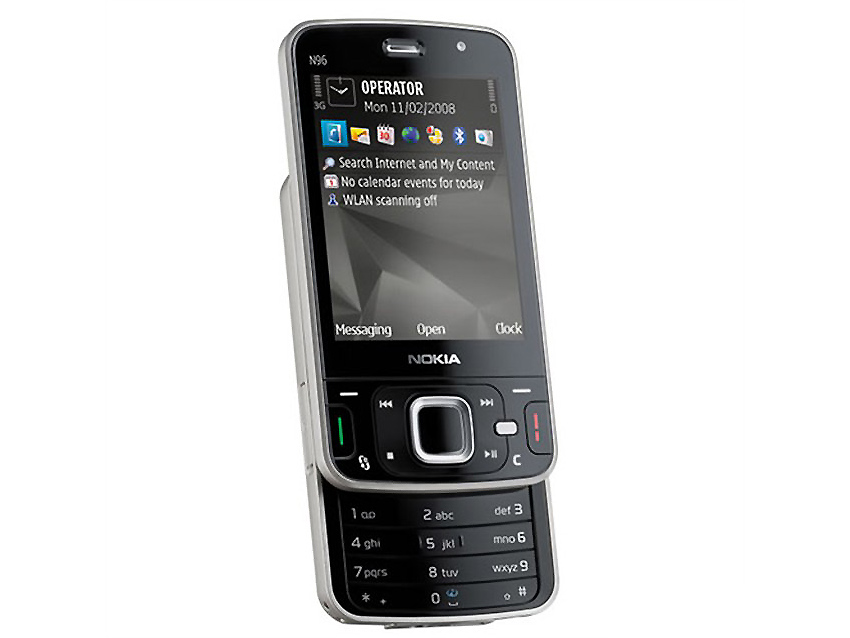 N96
3G
OPERATOR
Mon 11/02/2008
Search Internet and My Content
No calendar events for today
WLAN scanning off
Messaging Open Clock
NOKIA
C
1 2 abc def 3
4 ghi 5 jkl mno 6
7 pqrs 8 tuv wxyz 9
* + 0 #